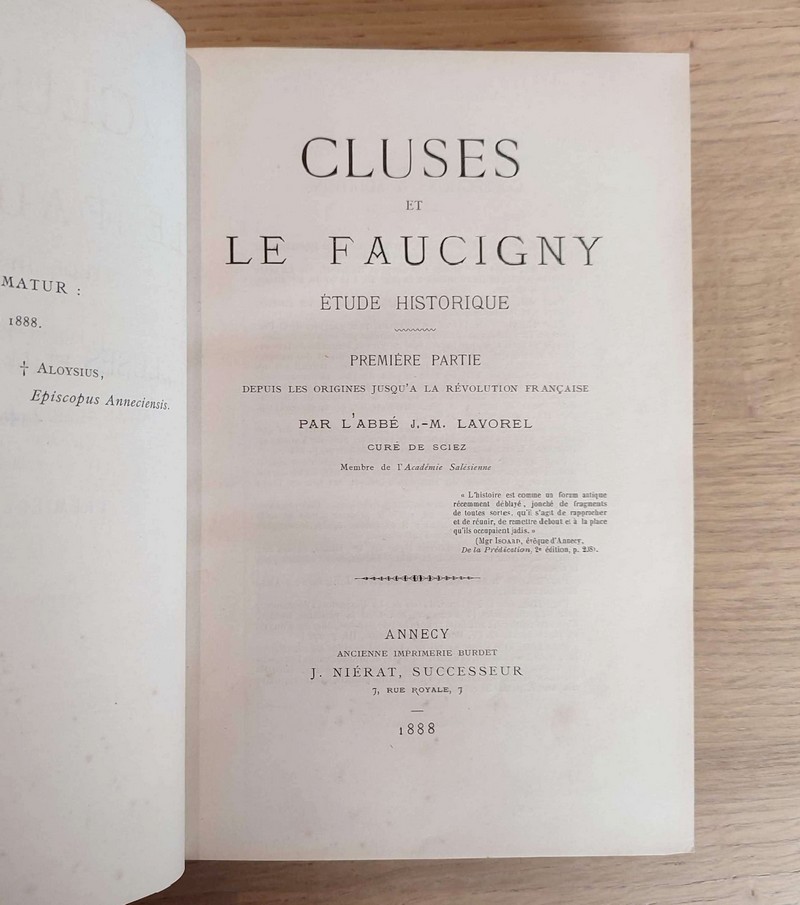 MATUR :
1888.
† Aloysius,
Episcopus Anneciensis.
CLUSES
ET
LE FAUCIGNY
ÉTUDE HISTORIQUE
PREMIÈRE PARTIE
DEPUIS LES ORIGINES JUSQU'A LA RÉVOLUTION FRANÇAISE
PAR L'ABBÉ J.-M. LAVOREL
CURÉ DE SCIEZ
Membre de l'Académie Salésienne
« L'histoire est comme un forum antique
récemment déblayé, jonché de fragments
de toutes sortes, qu'il s'agit de rapprocher
et de réunir, de remettre debout et à la place
qu'ils occupaient jadis. »
(Mgr ISOARD, évêque d'Annecy,
De la Prédication, 2e édition, p. 218).
ANNECY
ANCIENNE IMPRIMERIE BURDET
J. NIÉRAT, SUCCESSEUR
7, RUE ROYALE, 7
1888